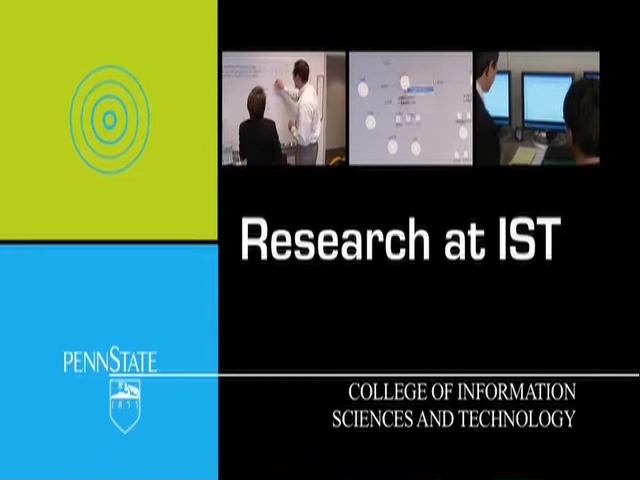 Research at IST
PENNSTATE
1855
COLLEGE OF INFORMATION
SCIENCES AND TECHNOLOGY